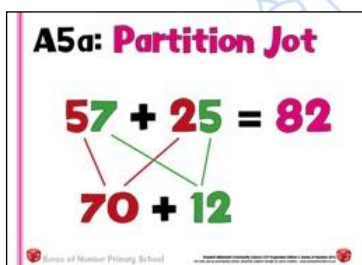 A5a: Partition Jot
57 + 25 = 82
70 + 12
Sense of Number Primary School